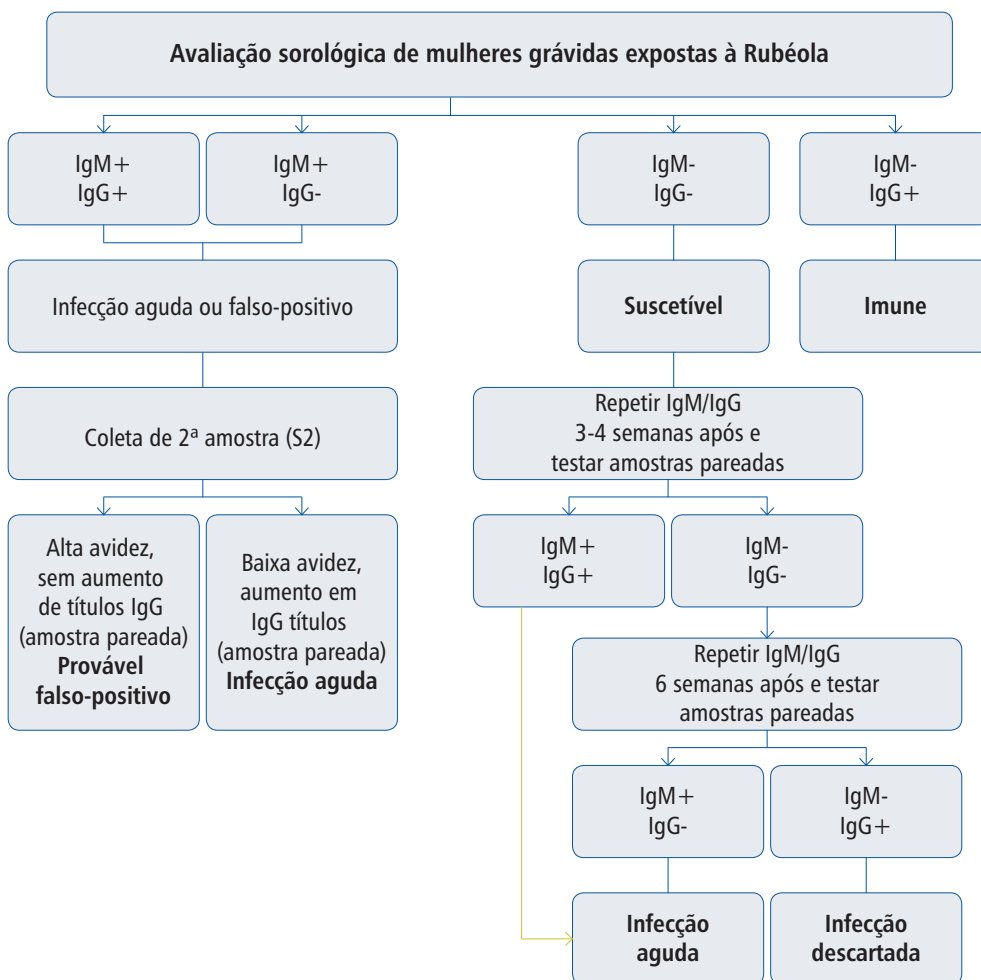 Avaliação sorológica de mulheres grávidas expostas à Rubéola
IgM+
IgG+
IgM+
IgG-
IgM-
IgG-
IgM-
IgG+
Infecção aguda ou falso-positivo
Suscetível
Imune
Coleta de 2ª amostra (S2)
Repetir IgM/IgG
3-4 semanas após e
testar amostras pareadas
Alta avidez,
sem aumento
de títulos IgG
(amostra pareada)
Provável
falso-positivo
Baixa avidez,
aumento em
IgG títulos
(amostra pareada)
Infecção aguda
IgM+
IgG+
IgM-
IgG-
Repetir IgM/IgG
6 semanas após e testar
amostras pareadas
IgM+
IgG-
IgM-
IgG+
Infecção
aguda
Infecção
descartada